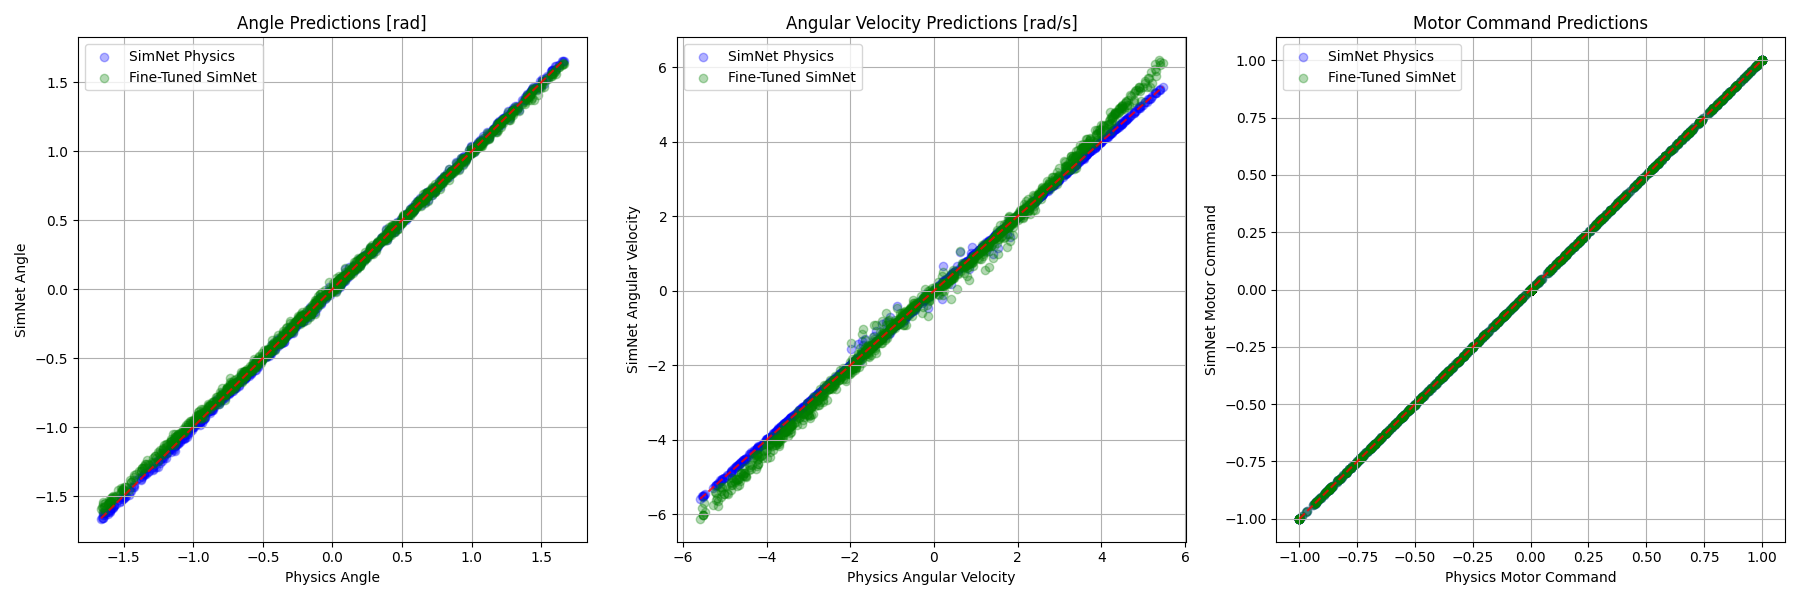 Angle Predictions [rad]
SimNet Physics
Fine-Tuned SimNet
SimNet Angle
1.5
1.0
0.5
0.0
−0.5
−1.0
−1.5
−1.5 −1.0 −0.5 0.0 0.5 1.0 1.5
Physics Angle
Angular Velocity Predictions [rad/s]
SimNet Physics
Fine-Tuned SimNet
SimNet Angular Velocity
6
4
2
0
−2
−4
−6
−6 −4 −2 0 2 4 6
Physics Angular Velocity
Motor Command Predictions
SimNet Physics
Fine-Tuned SimNet
SimNet Motor Command
1.00
0.75
0.50
0.25
0.00
−0.25
−0.50
−0.75
−1.00
−1.00 −0.75 −0.50 −0.25 0.00 0.25 0.50 0.75 1.00
Physics Motor Command